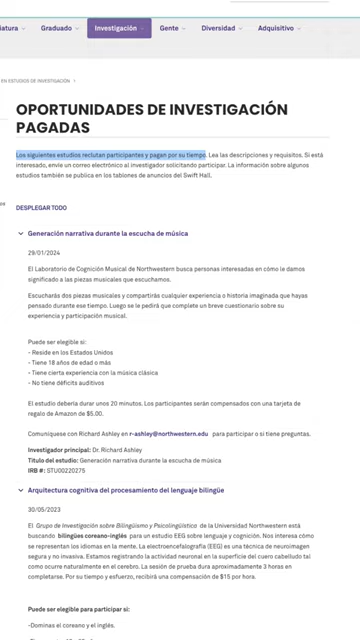 iatura
Graduado
Investigación
Gente
Diversidad
Adquisitivo
EN ESTUDIOS DE INVESTIGACIÓN
OPORTUNIDADES DE INVESTIGACIÓN
PAGADAS
Los siguientes estudios reclutan participantes y pagen por su tiempo. Lea las descripciones y requisitos. Si está
interesado, envíe un correo electrónico al investigador solicitando participar. La información sobre algunos
estudios también se publica en los tablones de anuncios del Swift Hall.
DESPLEGAR TODO
Generación narrativa durante la escucha de música
29/01/2024
El Laboratorio de Cognición Musical de Northwestern busca personas interesadas en cómo le damos
significado a las piezas musicales que escuchamos.
Escucharás dos piezas musicales y compartirás cualquier experiencia o historia imaginada que hayas
pensado durante ese tiempo. Luego se le pedirá que complete un breve cuestionario sobre su
experiencia y participación musical.
Puede ser elegible si:
- Reside en los Estados Unidos
- Tiene 18 años de edad o más
- Tiene cierta experiencia con la música clásica
- No tiene déficits auditivos
El estudio debería durar unos 20 minutos. Los participantes serán compensados con una tarjeta de
regalo de Amazon de $5.00.
Comuníquese con Richard Ashley en r-ashley@northwestern.edu para participar o si tiene preguntas.
Investigador principal: Dr. Richard Ashley
Título del estudio: Generación narrativa durante la escucha de música
IRB #: STU00220275
Arquitectura cognitiva del procesamiento del lenguaje bilingüe
30/05/2023
El Grupo de Investigación sobre Bilingüismo y Psicolingüística de la Universidad Northwestern está
buscando bilingües coreano-inglés para un estudio EEG sobre lenguaje y cognición. Nos interesa cómo
se representan los idiomas en la mente. La electroencefalografía (EEG) es una técnica de neuroimagen
segura y no invasiva. Estamos registrando la actividad neuronal en la superficie del cuero cabelludo tal
como ocurre naturalmente en el cerebro. La sesión de prueba dura aproximadamente 3 horas en
completarse. Por su tiempo y esfuerzo, recibirá una compensación de $15 por hora.
Puede ser elegible para participar si:
-Dominas el coreano y el inglés.